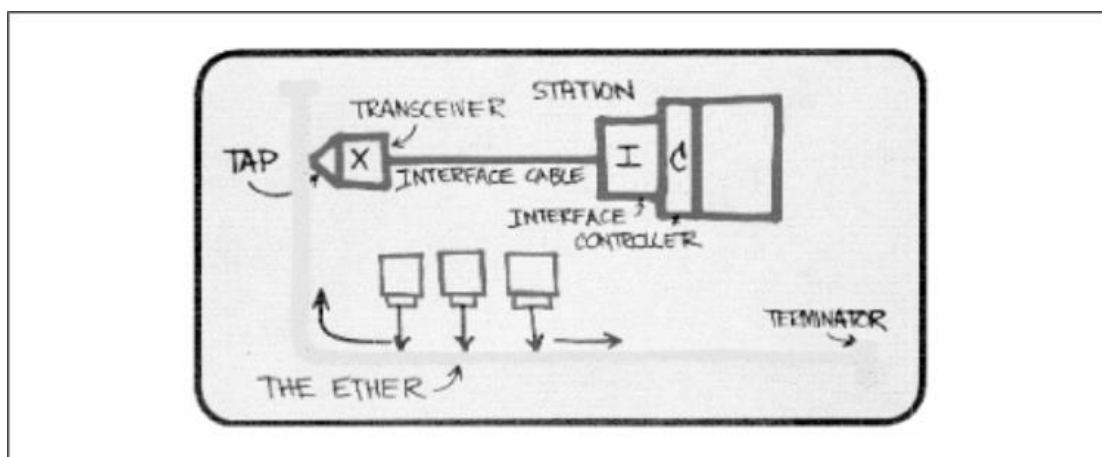 STATION
TRANSCEIVER
TAP
X
I
C
INTERFACE CABLE
INTERFACE
CONTROLLER
TERMINATOR
THE ETHER